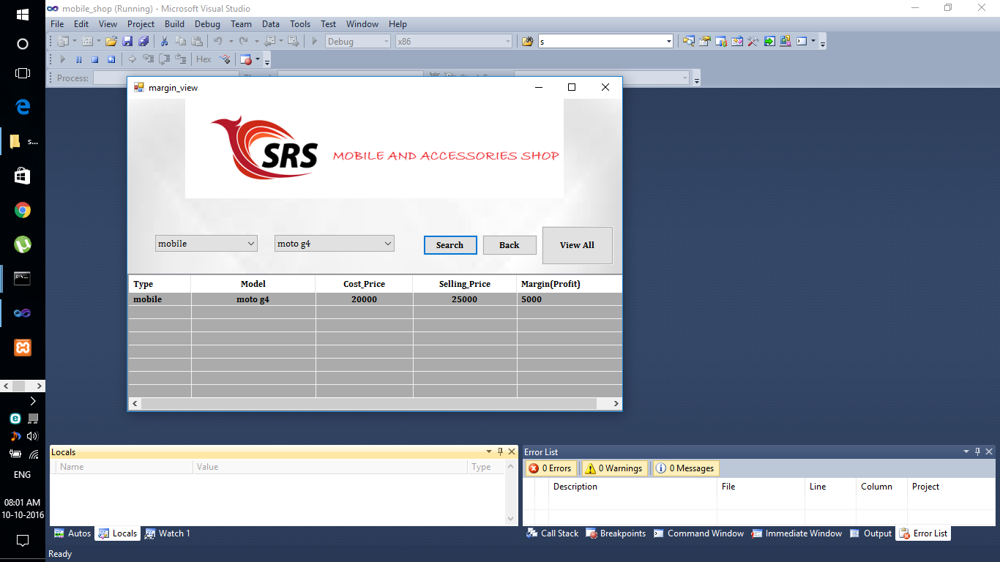 mobile_shop (Running) - Microsoft Visual Studio
File Edit View Project Build Debug Team Data Tools Test Window Help
Debug x86 s
Hex
Process:
margin_view
SRS MOBILE AND ACCESSORIES SHOP
mobile moto g4 Search Back View All
Type Model Cost_Price Selling_Price Margin(Profit)
mobile moto g4 20000 25000 5000
s...
C:\_
Locals
Name Value Type
Autos Locals Watch 1
Error List
0 Errors 0 Warnings 0 Messages
Description File Line Column Project
Call Stack Breakpoints Command Window Immediate Window Output Error List
Ready
ENG
08:01 AM
10-10-2016